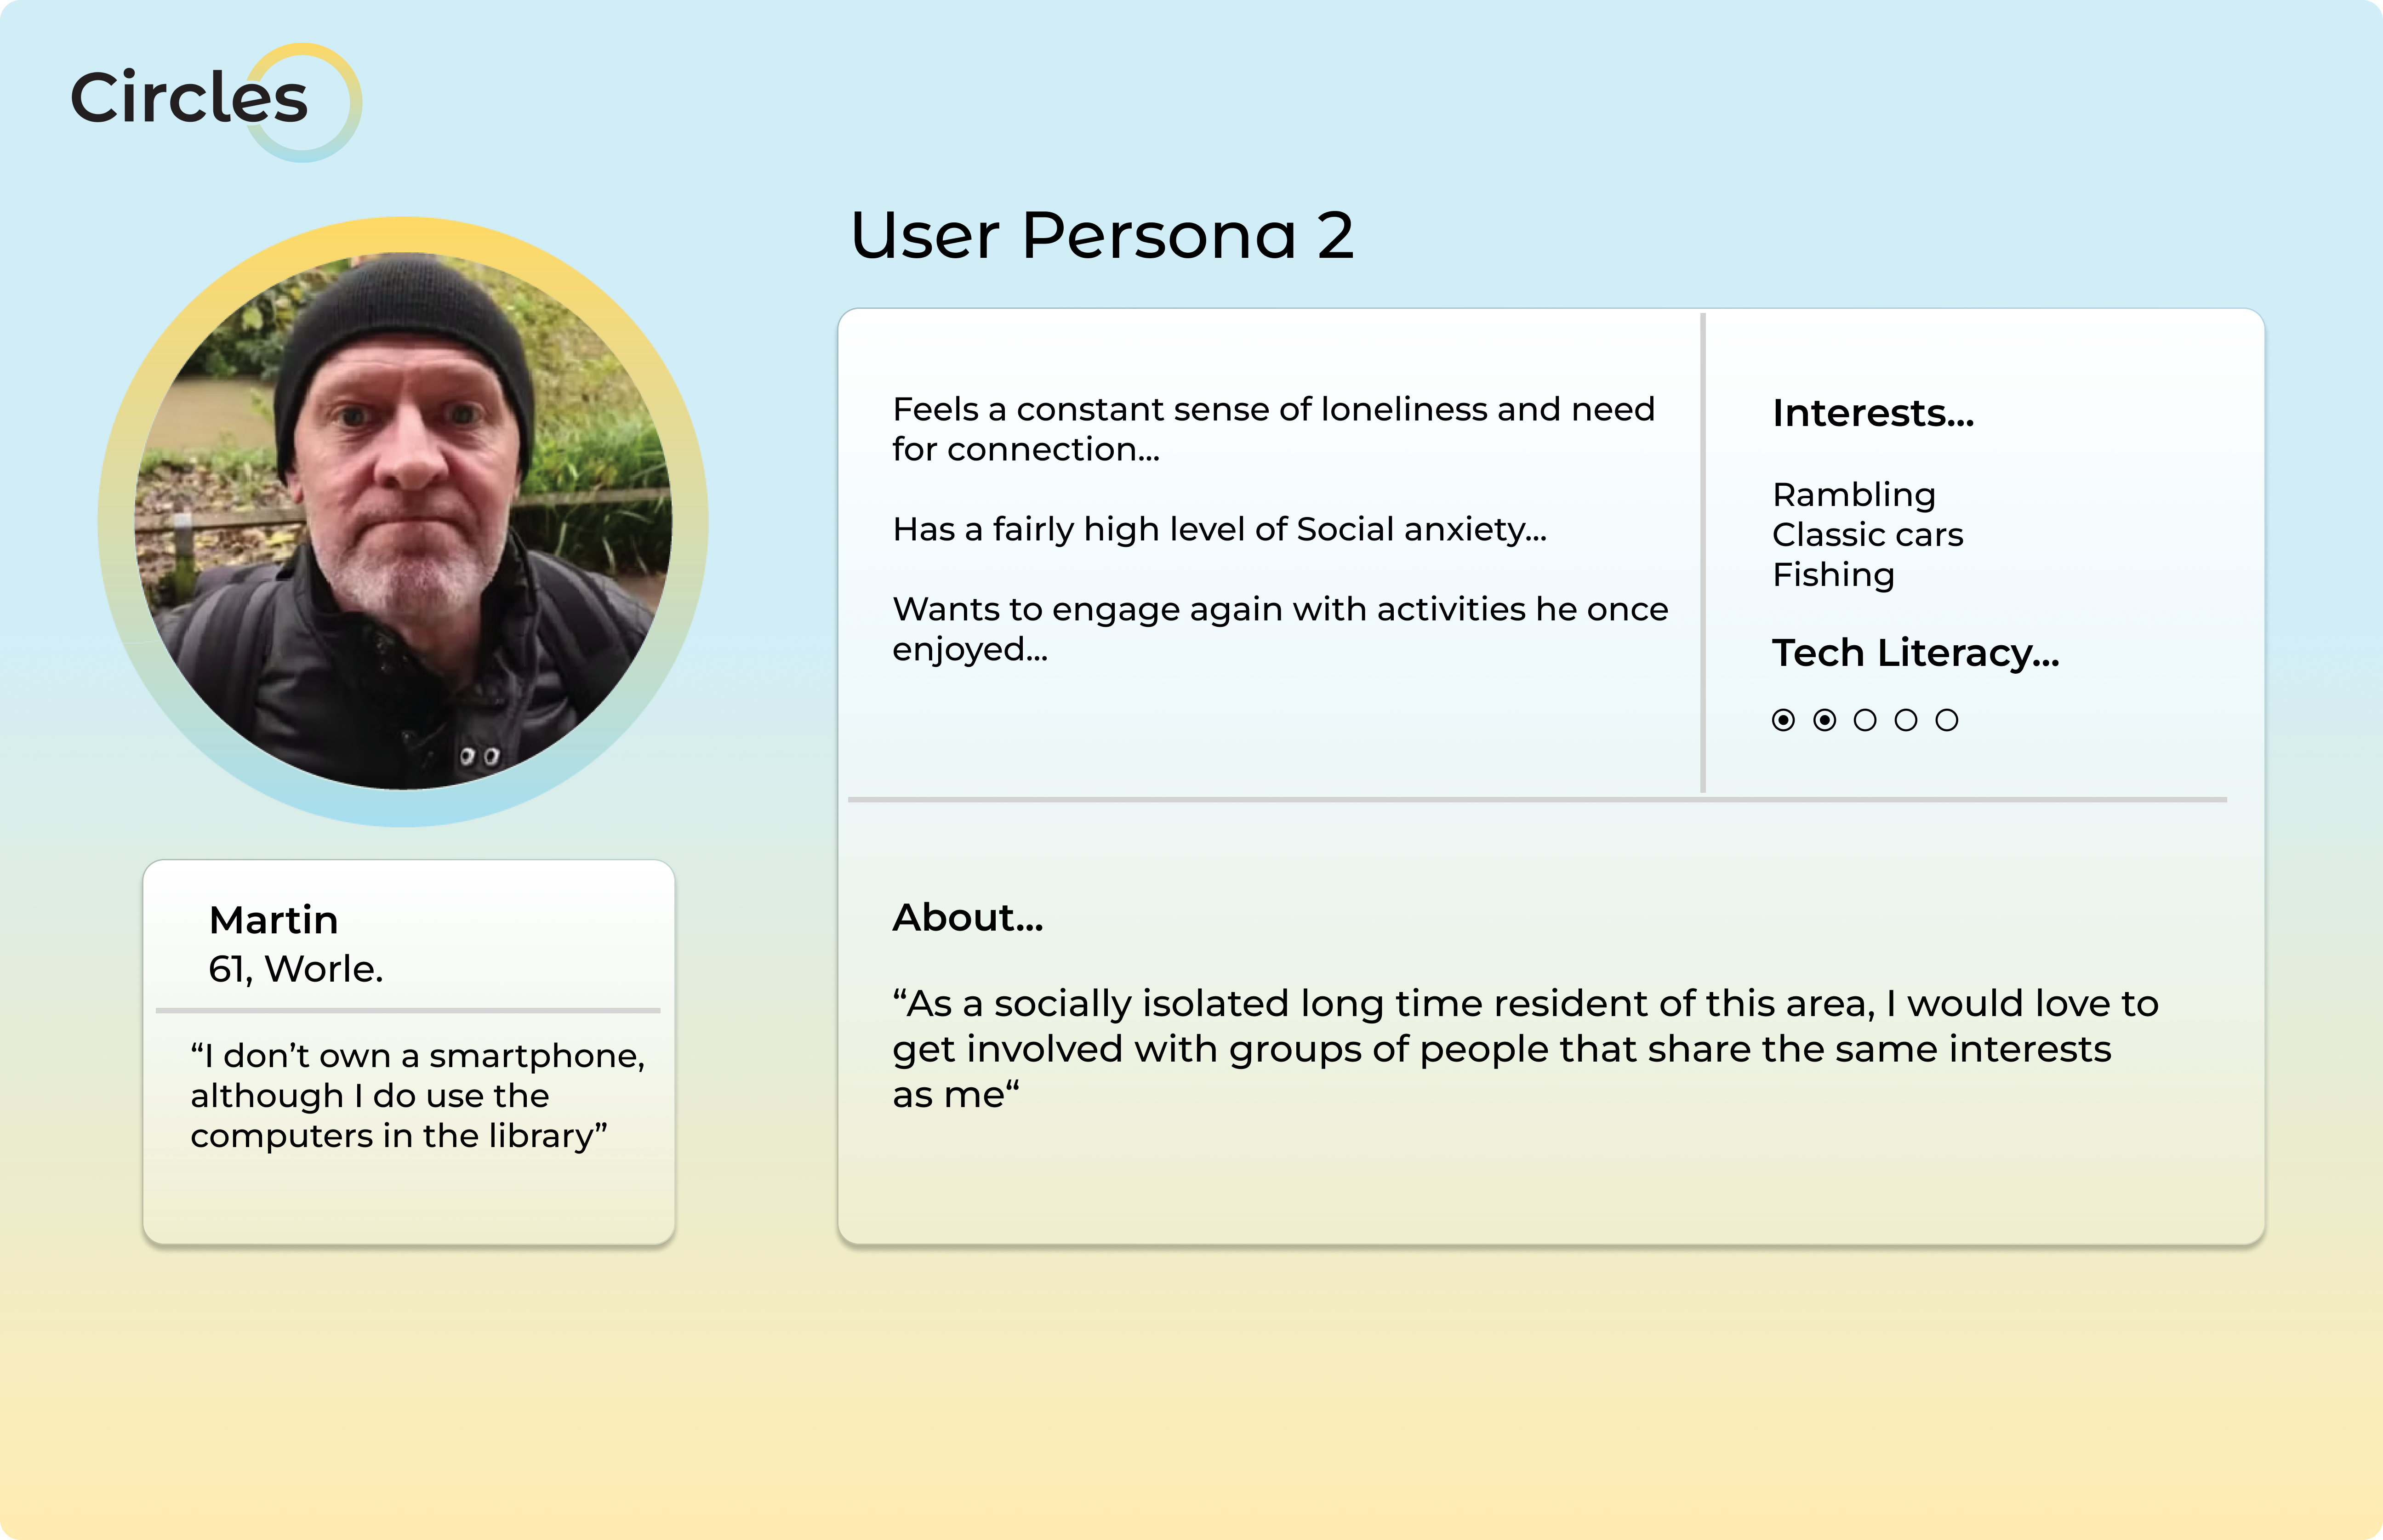 Circles
User Persona 2
Feels a constant sense of loneliness and need
for connection...
Has a fairly high level of Social anxiety...
Wants to engage again with activities he once
enjoyed...
Interests...
Rambling
Classic cars
Fishing
Tech Literacy...
Martin
61, Worle.
“I don’t own a smartphone,
although I do use the
computers in the library”
About...
“As a socially isolated long time resident of this area, I would love to
get involved with groups of people that share the same interests
as me“